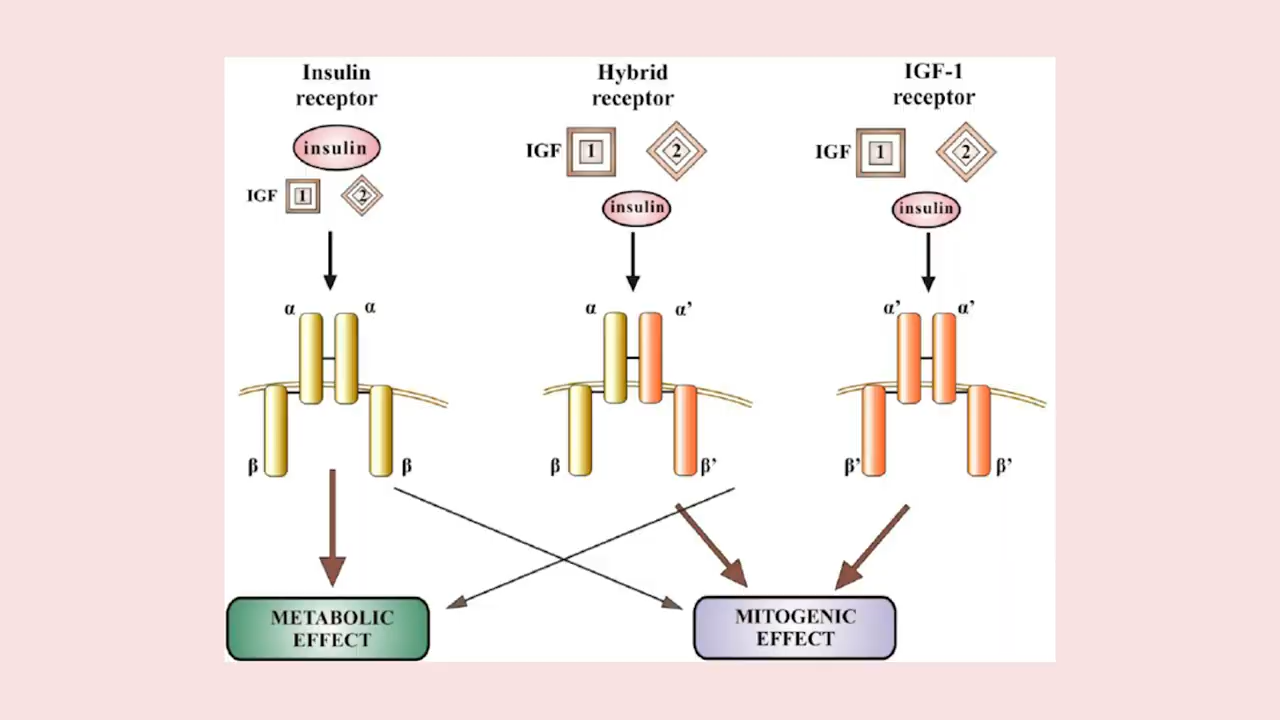 Insulin
receptor
insulin
IGF 1 2
α α
β β
Hybrid
receptor
IGF 1 2
insulin
α α’
β β’
IGF-1
receptor
IGF 1 2
insulin
α’ α’
β’ β’
METABOLIC
EFFECT
MITOGENIC
EFFECT